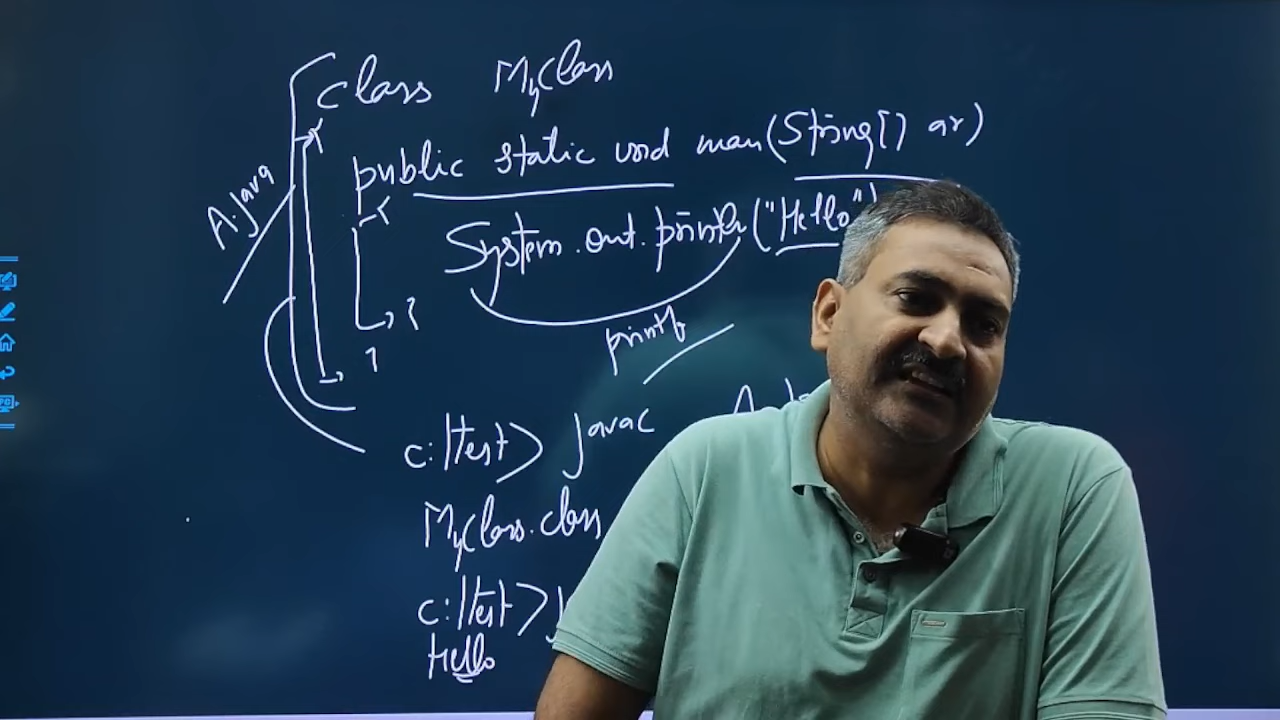 class MyClass
{
public static void main(String[] ar)
{
System.out.println("Hello")
}
}
A.java
printf
c:\test> javac A.
MyClass.class
c:\test>j
Hello